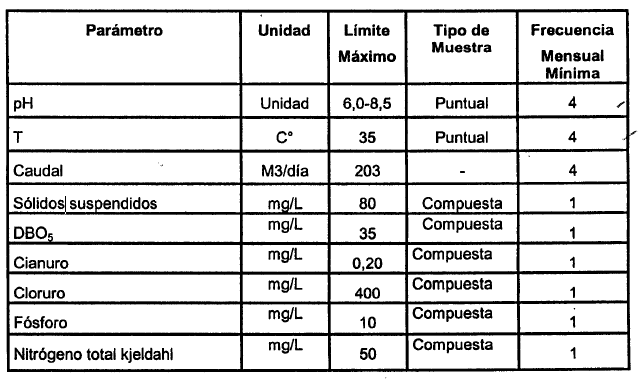 Parámetro Unidad Límite Máximo Tipo de Muestra Frecuencia Mensual Mínima
pH Unidad 6,0-8,5 Puntual 4
T C° 35 Puntual 4
Caudal M3/día 203 - 4
Sólidos suspendidos mg/L 80 Compuesta 1
DBO5 mg/L 35 Compuesta 1
Cianuro mg/L 0,20 Compuesta 1
Cloruro mg/L 400 Compuesta 1
Fósforo mg/L 10 Compuesta 1
Nitrógeno total kjeldahl mg/L 50 Compuesta 1